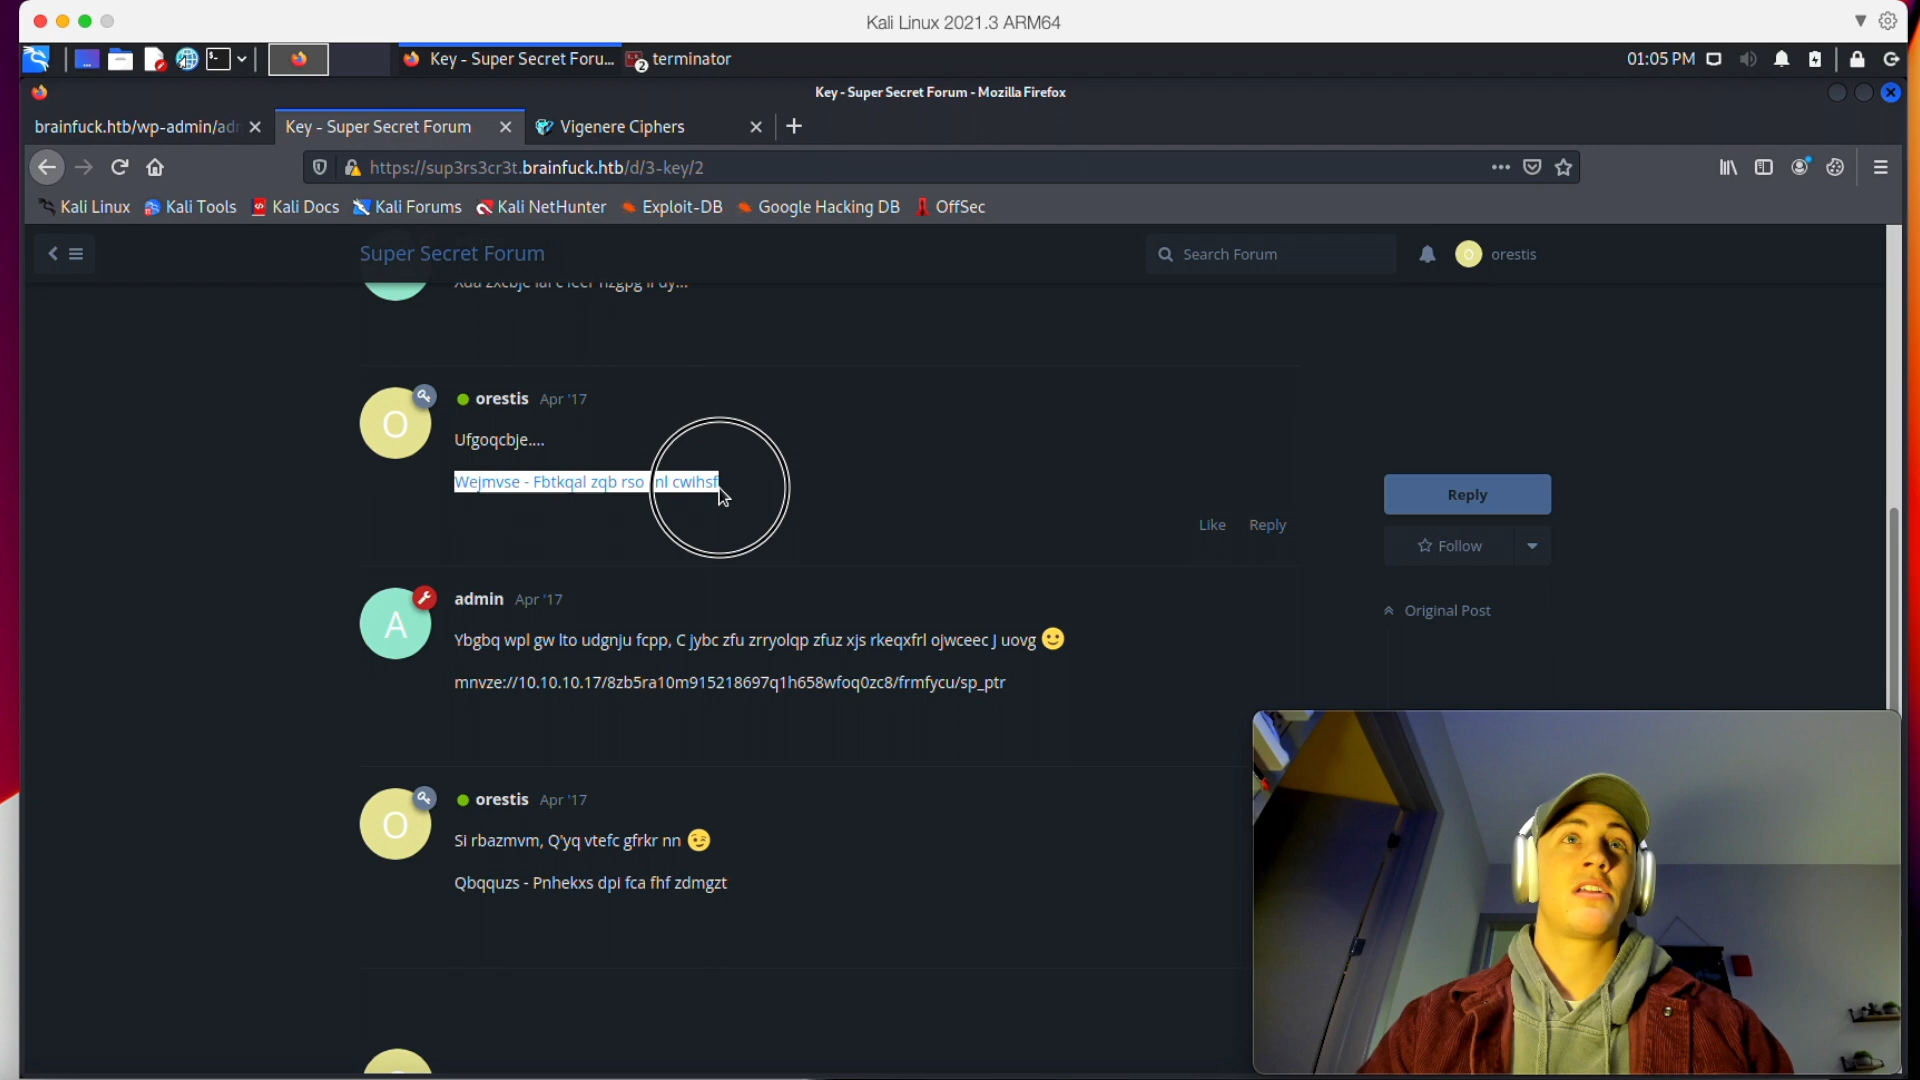 Kali Linux 2021.3 ARM64
Key - Super Secret Foru...
2 terminator
01:05 PM
Key - Super Secret Forum - Mozilla Firefox
brainfuck.htb/wp-admin/adn
Key - Super Secret Forum
Vigenere Ciphers
https://sup3rs3cr3t.brainfuck.htb/d/3-key/2
Kali Linux
Kali Tools
Kali Docs
Kali Forums
Kali NetHunter
Exploit-DB
Google Hacking DB
OffSec
Super Secret Forum
Search Forum
O orestis
O orestis Apr '17
Ufgoqcbje....
Wejmvse - Fbtkqal zqb rso nl cwihsf
Like Reply
Reply
Follow
Original Post
A admin Apr '17
Ybgbq wpl gw lto udgnju fcpp, C jybc zfu zrryolqp zfuz xjs rkeqxfrl ojwceec J uovg
mnvze://10.10.10.17/8zb5ra10m915218697q1h658wfoq0zc8/frmfycu/sp_ptr
O orestis Apr '17
Si rbazmvm, Q'yq vtefc gfrkr nn
Qbqquzs - Pnhekxs dpi fca fhf zdmgzt